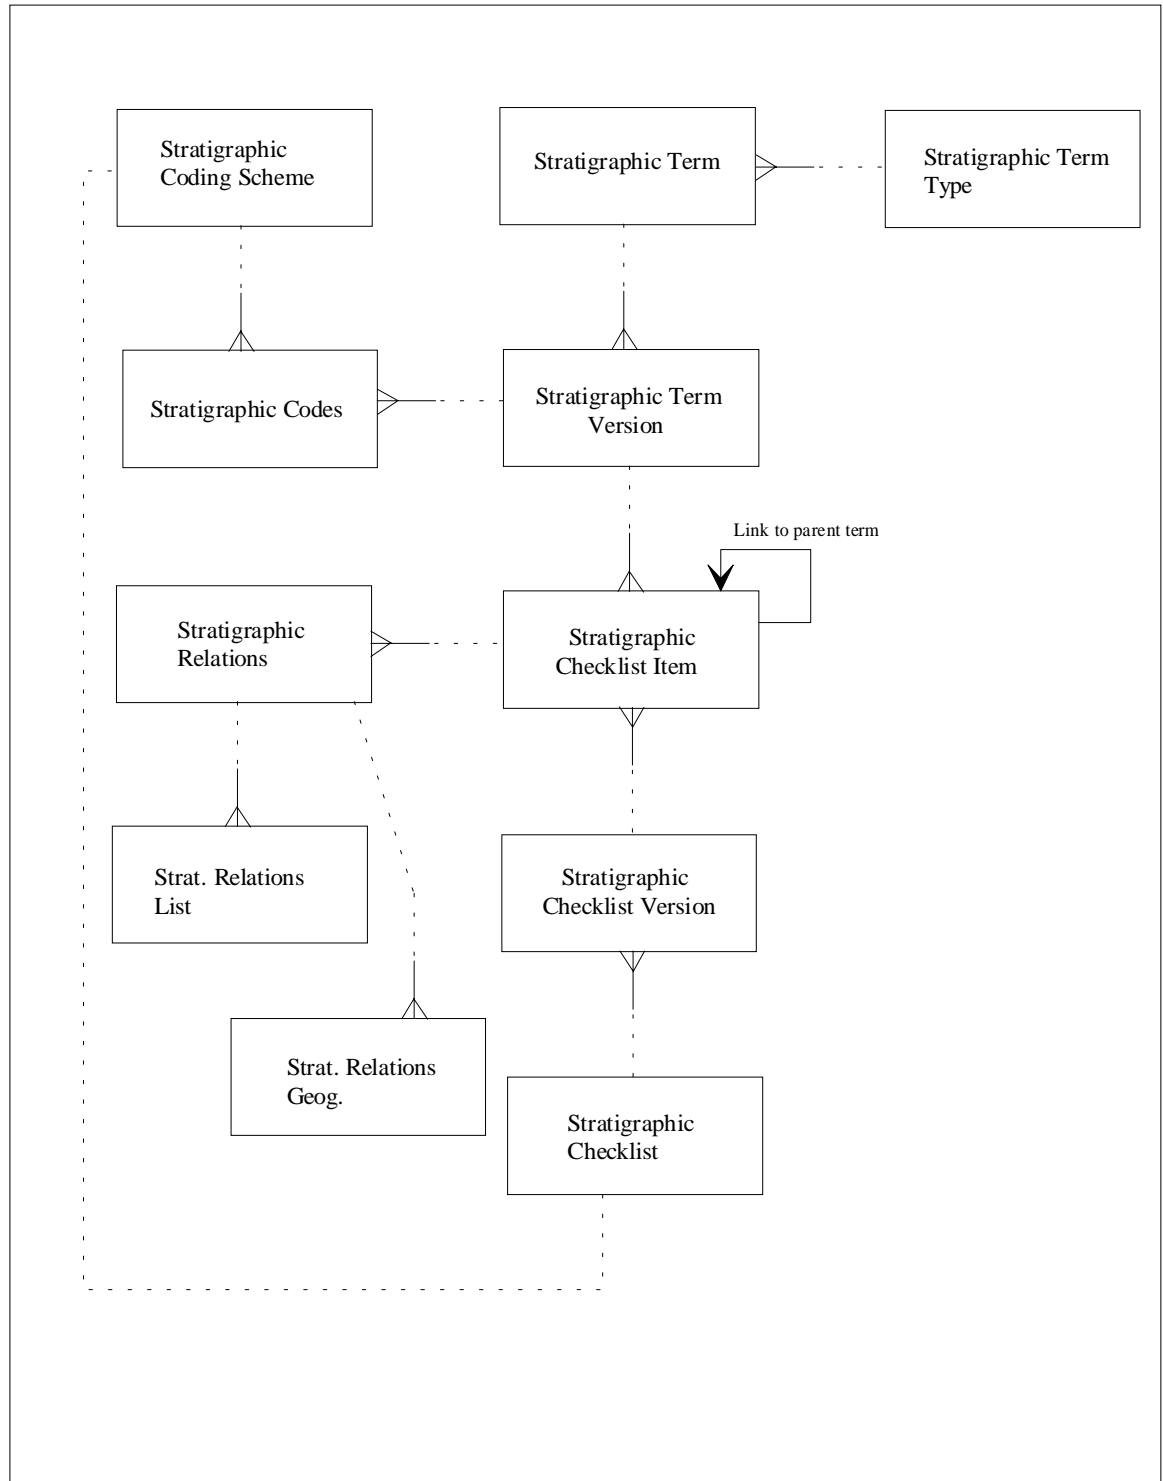 Stratigraphic
Coding Scheme
Stratigraphic Term
Stratigraphic Term
Type
Stratigraphic Codes
Stratigraphic Term
Version
Link to parent term
Stratigraphic
Relations
Stratigraphic
Checklist Item
Strat. Relations
List
Stratigraphic
Checklist Version
Strat. Relations
Geog.
Stratigraphic
Checklist